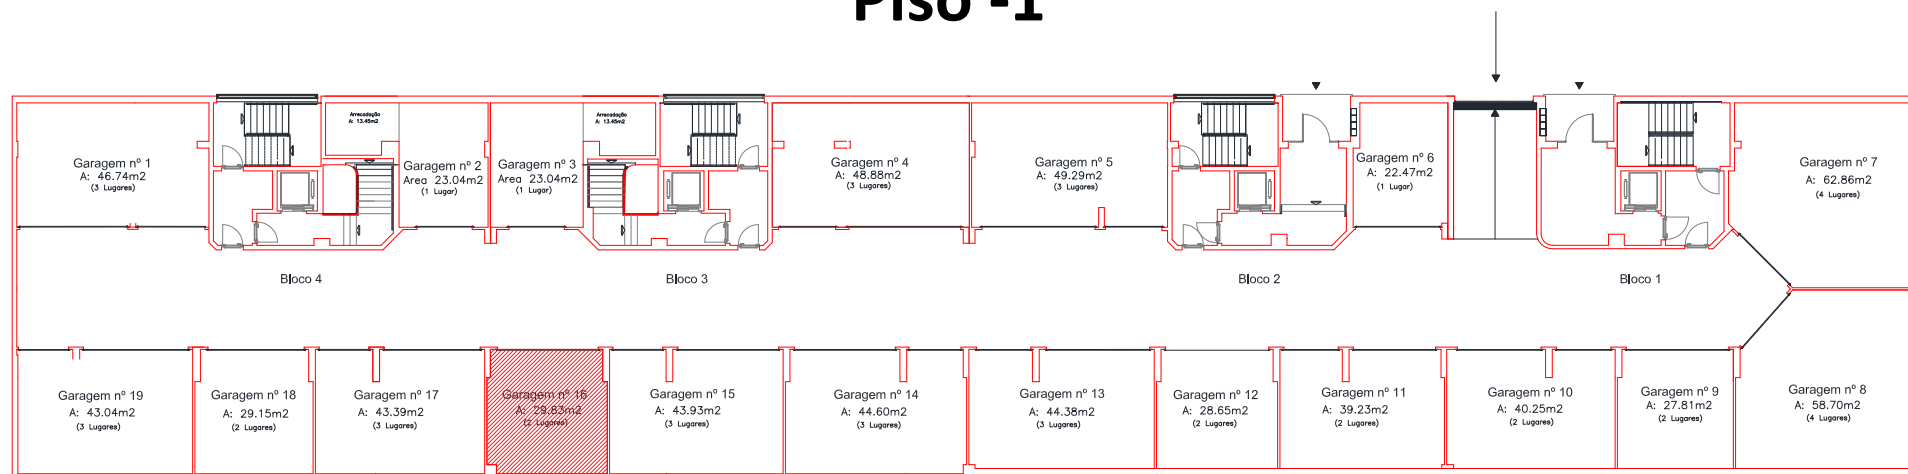 Piso -1
Arrecadação
A: 13.45m2
Arrecadação
A: 13.45m2
Garagem nº 1
A: 46.74m2
(3 Lugares)
Garagem nº 2
Area 23.04m2
(1 Lugar)
Garagem nº 3
Area 23.04m2
(1 Lugar)
Garagem nº 4
A: 48.88m2
(3 Lugares)
Garagem nº 5
A: 49.29m2
(3 Lugares)
Garagem nº 6
A: 22.47m2
(1 Lugar)
Garagem nº 7
A: 62.86m2
(4 Lugares)
Bloco 4
Bloco 3
Bloco 2
Bloco 1
Garagem nº 19
A: 43.04m2
(3 Lugares)
Garagem nº 18
A: 29.15m2
(2 Lugares)
Garagem nº 17
A: 43.39m2
(3 Lugares)
Garagem nº 16
A: 29.83m2
(2 Lugares)
Garagem nº 15
A: 43.93m2
(3 Lugares)
Garagem nº 14
A: 44.60m2
(3 Lugares)
Garagem nº 13
A: 44.38m2
(3 Lugares)
Garagem nº 12
A: 28.65m2
(2 Lugares)
Garagem nº 11
A: 39.23m2
(2 Lugares)
Garagem nº 10
A: 40.25m2
(2 Lugares)
Garagem nº 9
A: 27.81m2
(2 Lugares)
Garagem nº 8
A: 58.70m2
(4 Lugares)